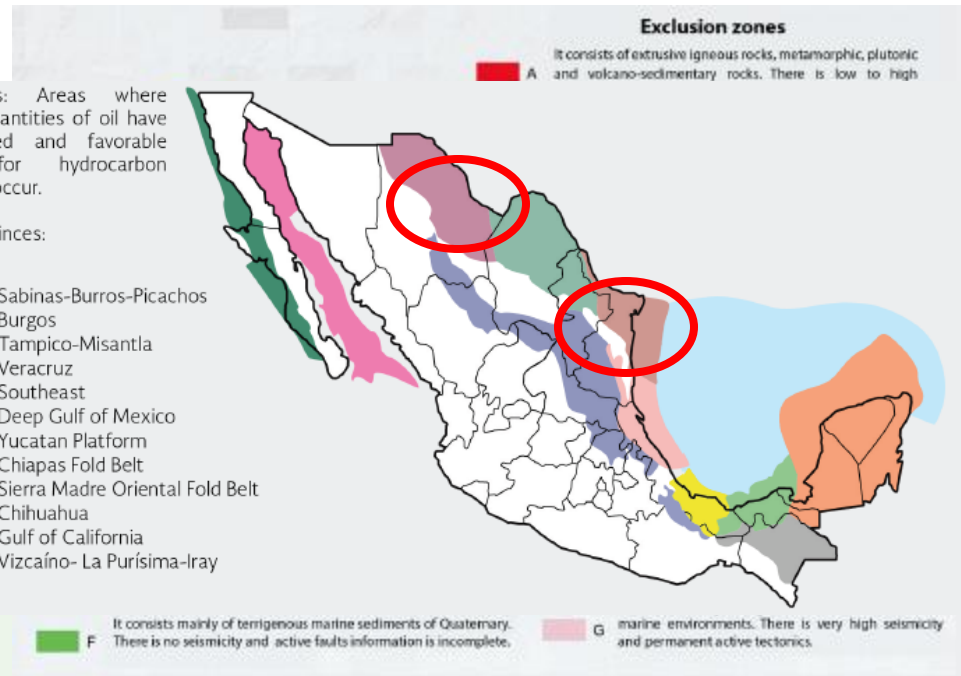 Exclusion zones
It consists of extrusive igneous rocks, metamorphic, plutonic
A and volcano-sedimentary rocks. There is low to high
s: Areas where
antities of oil have
ed and favorable
for hydrocarbon
occur.
inces:
Sabinas-Burros-Picachos
Burgos
Tampico-Misantla
Veracruz
Southeast
Deep Gulf of Mexico
Yucatan Platform
Chiapas Fold Belt
Sierra Madre Oriental Fold Belt
Chihuahua
Gulf of California
Vizcaíno- La Purísima-Iray
It consists mainly of terrigenous marine sediments of Quaternary.
F There is no seismicity and active faults information is incomplete.
G marine environments. There is very high seismicity
and permanent active tectonics.